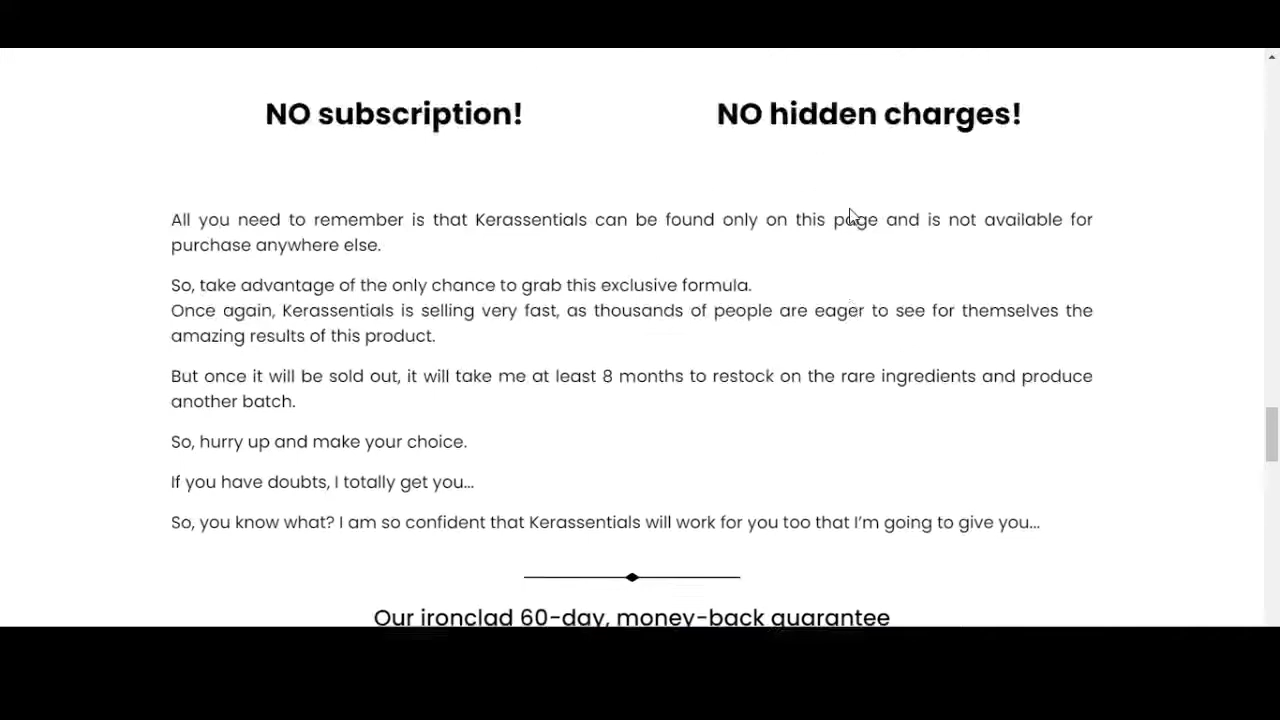 NO subscription!
NO hidden charges!
All you need to remember is that Kerassentials can be found only on this page and is not available for
purchase anywhere else.
So, take advantage of the only chance to grab this exclusive formula.
Once again, Kerassentials is selling very fast, as thousands of people are eager to see for themselves the
amazing results of this product.
But once it will be sold out, it will take me at least 8 months to restock on the rare ingredients and produce
another batch.
So, hurry up and make your choice.
If you have doubts, I totally get you...
So, you know what? I am so confident that Kerassentials will work for you too that I’m going to give you...
Our ironclad 60-day, money-back guarantee